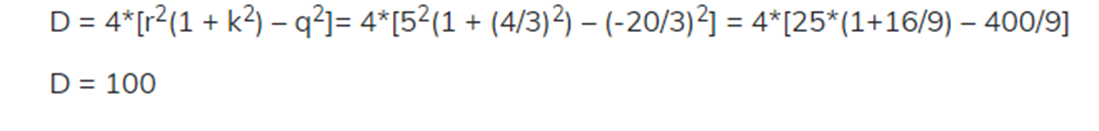 D = 4*[r²(1 + k²) – q²]= 4*[5²(1 + (4/3)²) – (-20/3)²] = 4*[25*(1+16/9) – 400/9]
D = 100